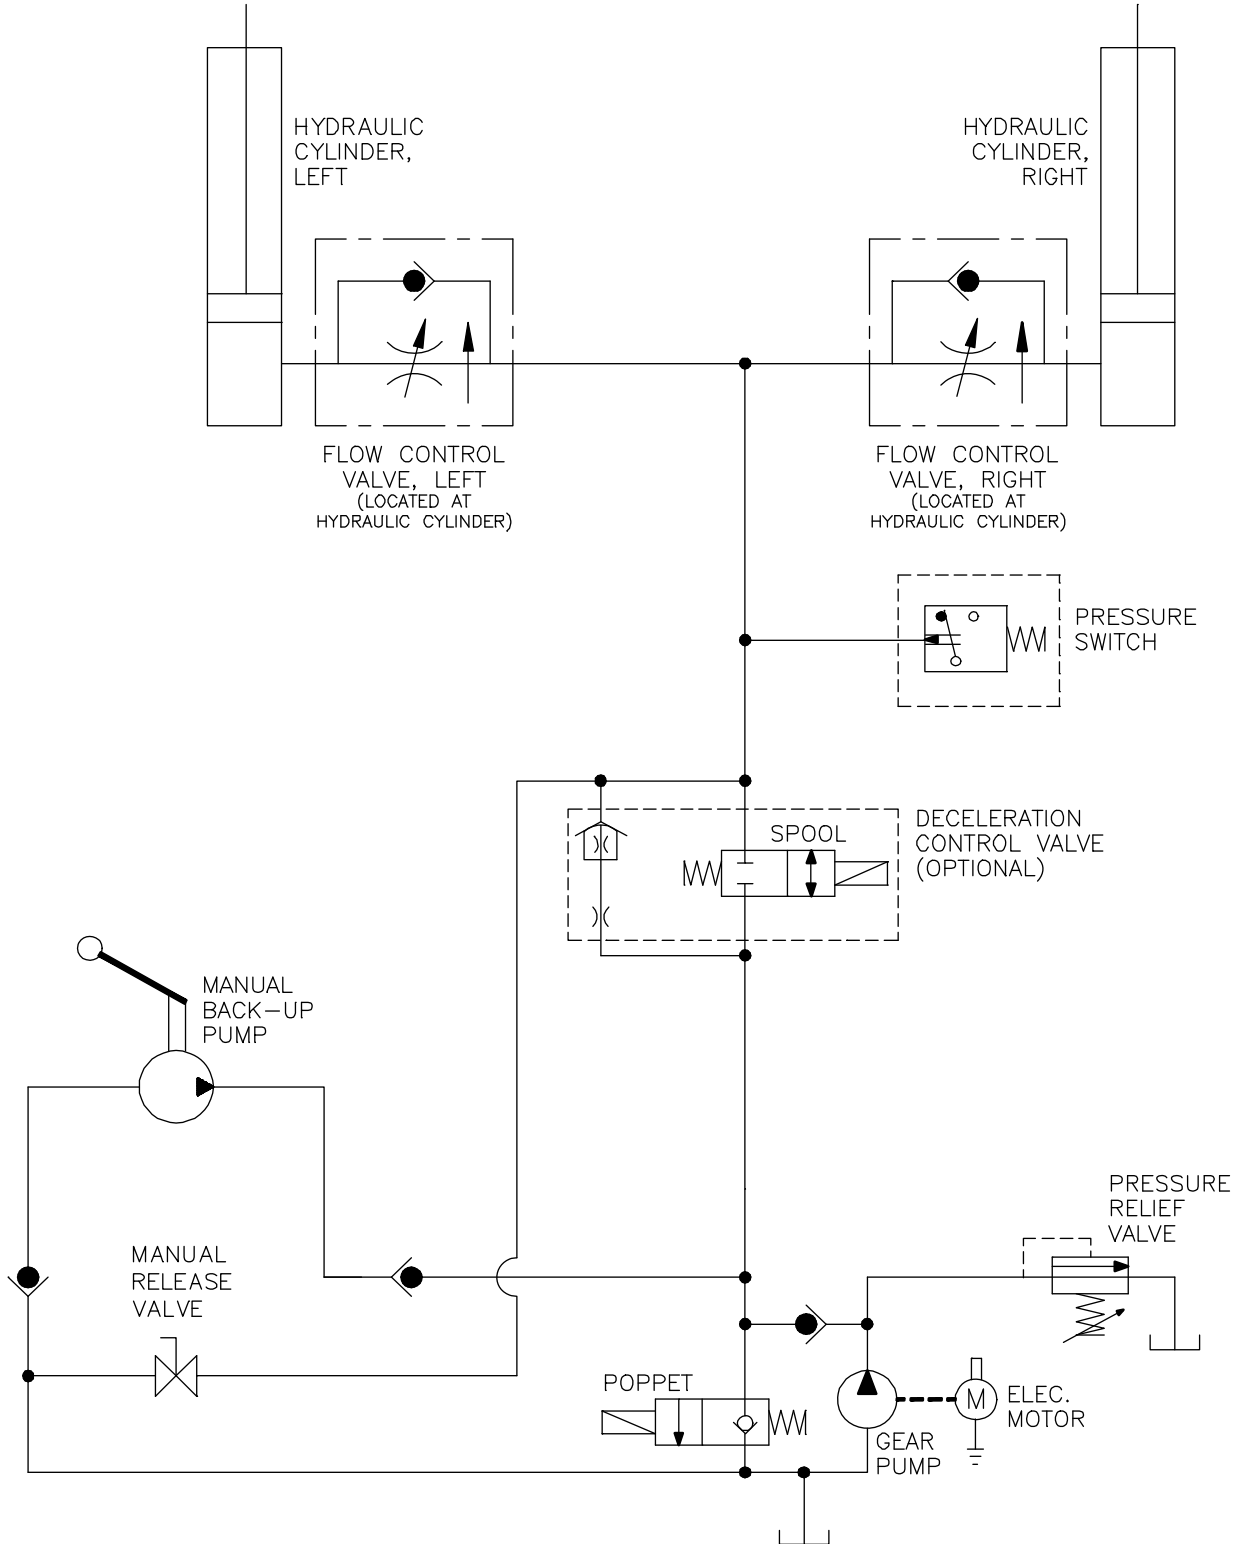 HYDRAULIC
CYLINDER,
LEFT
HYDRAULIC
CYLINDER,
RIGHT
FLOW CONTROL
VALVE, LEFT
(LOCATED AT
HYDRAULIC CYLINDER)
FLOW CONTROL
VALVE, RIGHT
(LOCATED AT
HYDRAULIC CYLINDER)
PRESSURE
SWITCH
DECELERATION
CONTROL VALVE
(OPTIONAL)
SPOOL
MANUAL
BACK-UP
PUMP
PRESSURE
RELIEF
VALVE
MANUAL
RELEASE
VALVE
POPPET
M
ELEC.
MOTOR
GEAR
PUMP